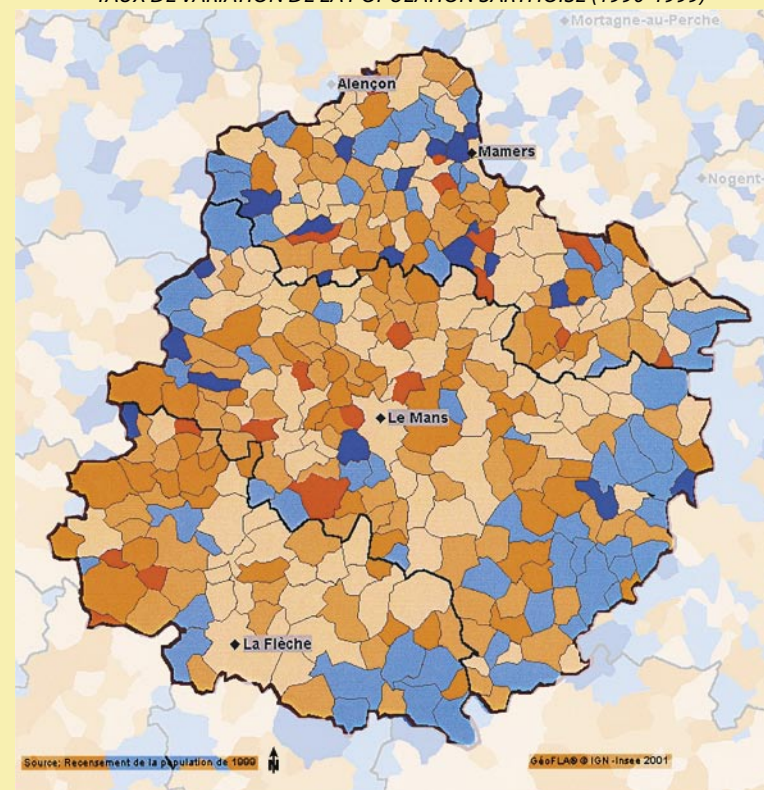 TAUX DE VARIATION DE LA POPULATION SARTHOISE (1990-1999)
Mortagne-au-Perche
Alençon
Mamers
Nogent-
Le Mans
La Flèche
Source: Recensement de la population de 1999
N
GéoFLA® © IGN-Insee 2001